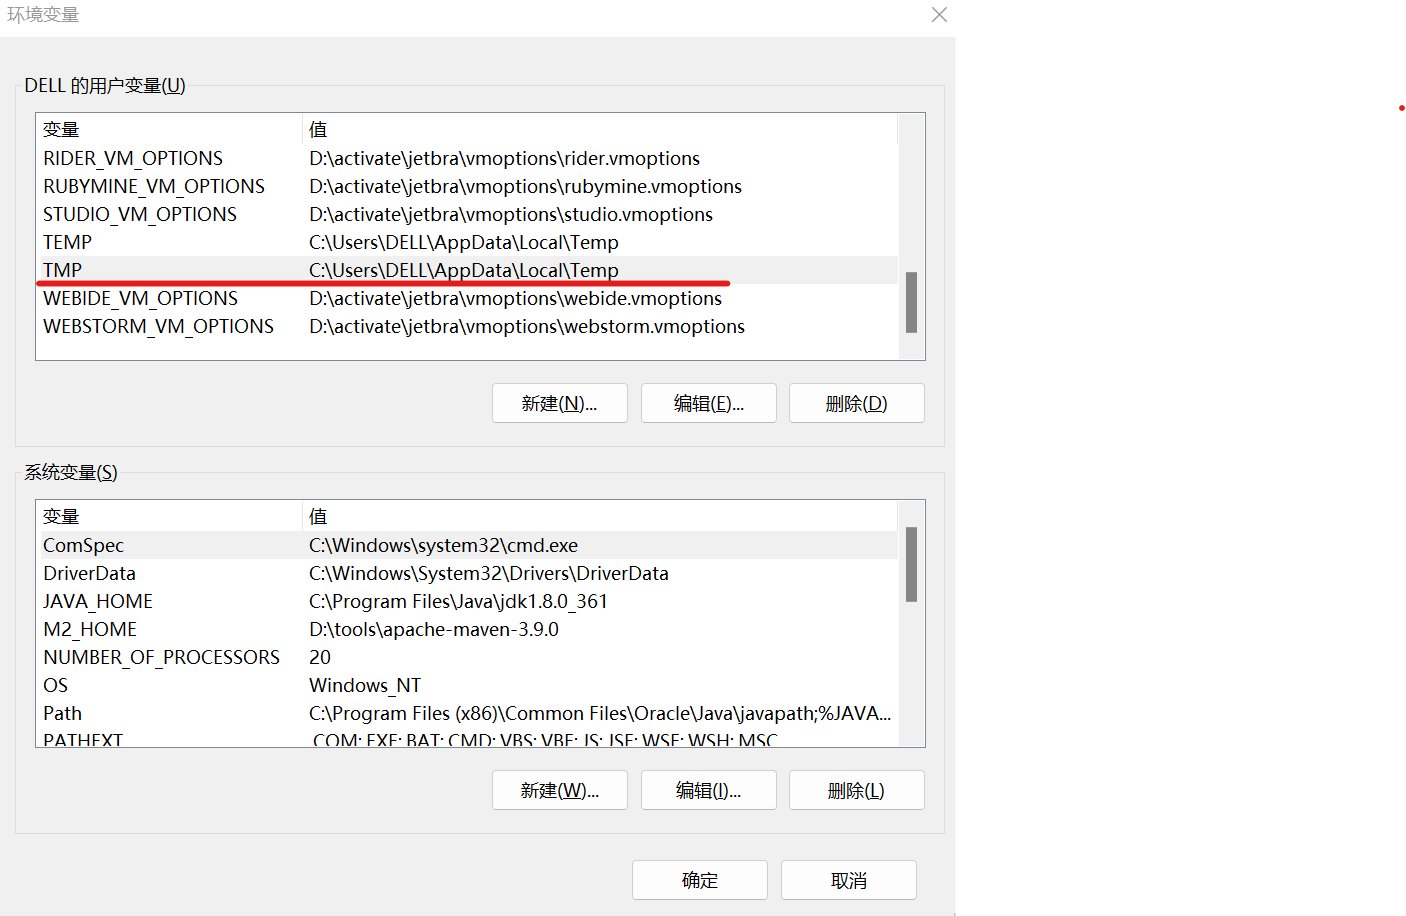 环境变量
DELL 的用户变量(U)
变量 值
RIDER_VM_OPTIONS D:\activate\jetbra\vmoptions\rider.vmoptions
RUBYMINE_VM_OPTIONS D:\activate\jetbra\vmoptions\rubymine.vmoptions
STUDIO_VM_OPTIONS D:\activate\jetbra\vmoptions\studio.vmoptions
TEMP C:\Users\DELL\AppData\Local\Temp
TMP C:\Users\DELL\AppData\Local\Temp
WEBIDE_VM_OPTIONS D:\activate\jetbra\vmoptions\webide.vmoptions
WEBSTORM_VM_OPTIONS D:\activate\jetbra\vmoptions\webstorm.vmoptions
新建(N)... 编辑(E)... 删除(D)
系统变量(S)
变量 值
ComSpec C:\Windows\system32\cmd.exe
DriverData C:\Windows\System32\Drivers\DriverData
JAVA_HOME C:\Program Files\Java\jdk1.8.0_361
M2_HOME D:\tools\apache-maven-3.9.0
NUMBER_OF_PROCESSORS 20
OS Windows_NT
Path C:\Program Files (x86)\Common Files\Oracle\Java\javapath;%JAVA...
PATHEXT .COM;.EXE;.BAT;.CMD;.VBS;.VBE;.JS;.JSE;.WSF;.WSH;.MSC
新建(W)... 编辑(I)... 删除(L)
确定 取消